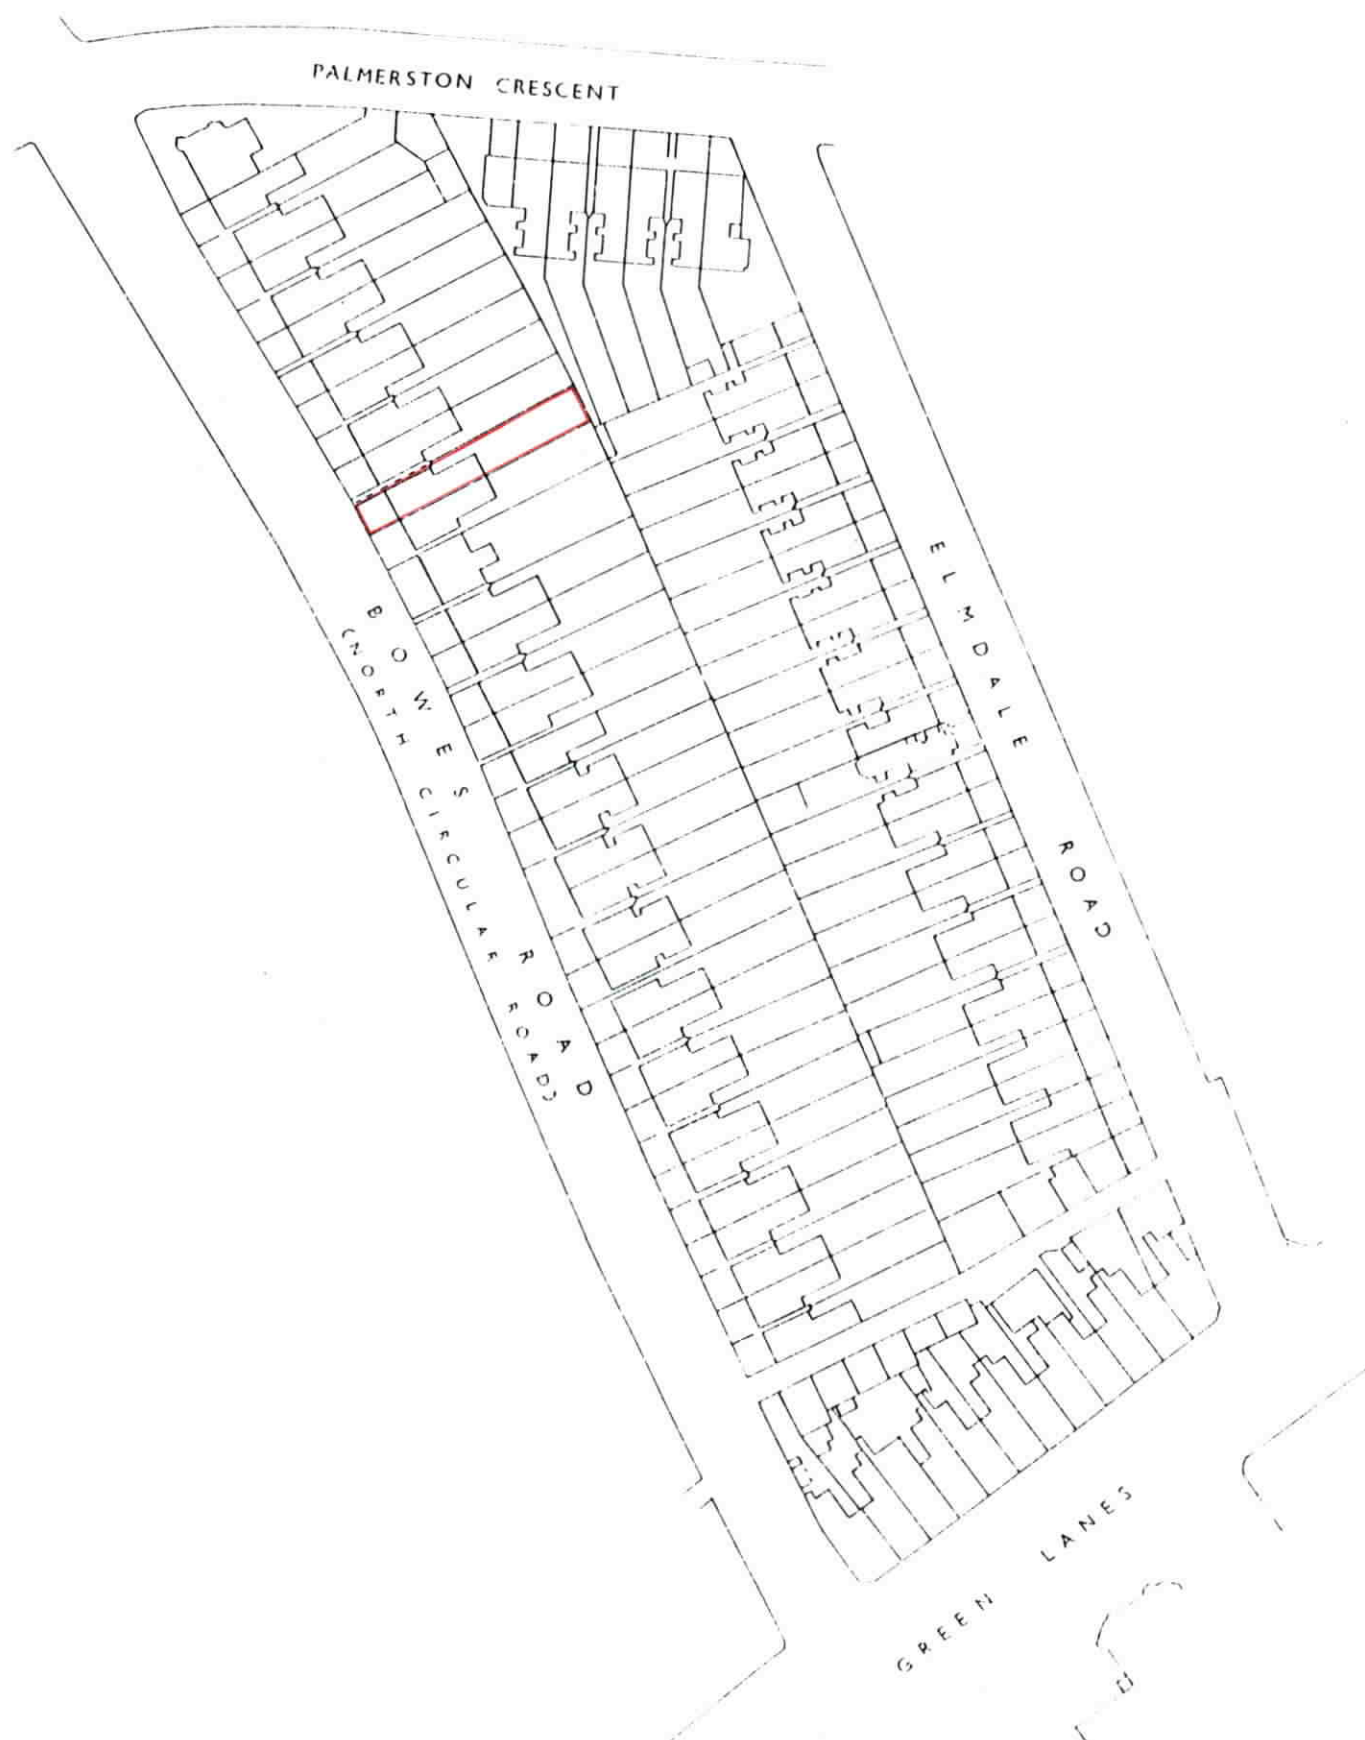 PALMERSTON CRESCENT
BOWES ROAD
(NORTH CIRCULAR ROAD)
ELMDALE ROAD
GREEN LANES